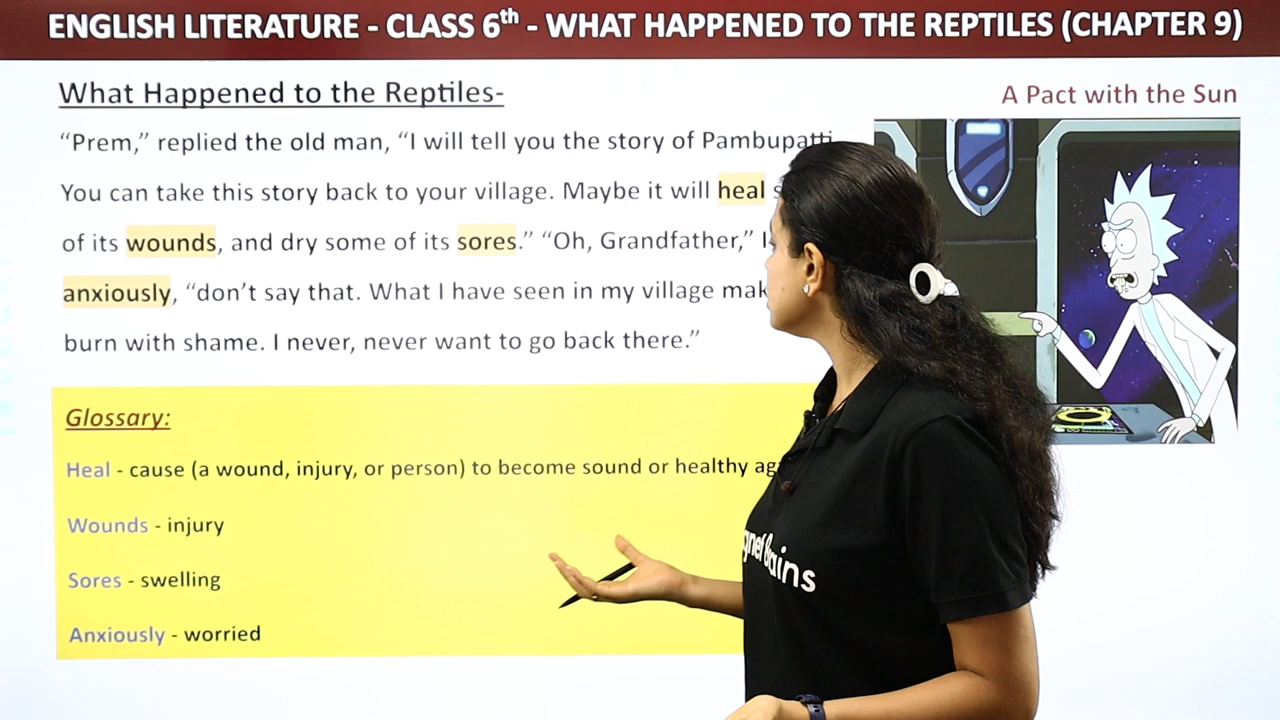 ENGLISH LITERATURE - CLASS 6th - WHAT HAPPENED TO THE REPTILES (CHAPTER 9)
What Happened to the Reptiles-
A Pact with the Sun
“Prem,” replied the old man, “I will tell you the story of Pambupatti
You can take this story back to your village. Maybe it will heal
of its wounds, and dry some of its sores.” “Oh, Grandfather,” I
anxiously, “don’t say that. What I have seen in my village
burn with shame. I never, never want to go back there.”
Glossary:
Heal - cause (a wound, injury, or person) to become sound or healthy
Wounds - injury
Sores - swelling
Anxiously - worried